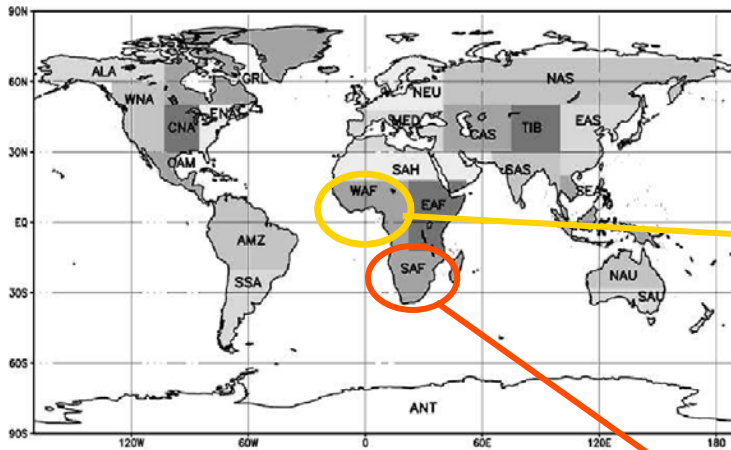 90N
ALA
GRL
NEU
NAS
60N
WNA
ENA
MED
CNA
CAS
TIB
EAS
30N
CAM
SAH
SAS
WAF
SEA
EAF
EQ
AMZ
SAF
NAU
SSA
30S
SAU
60S
ANT
90S
120W
60W
0
60E
120E
180